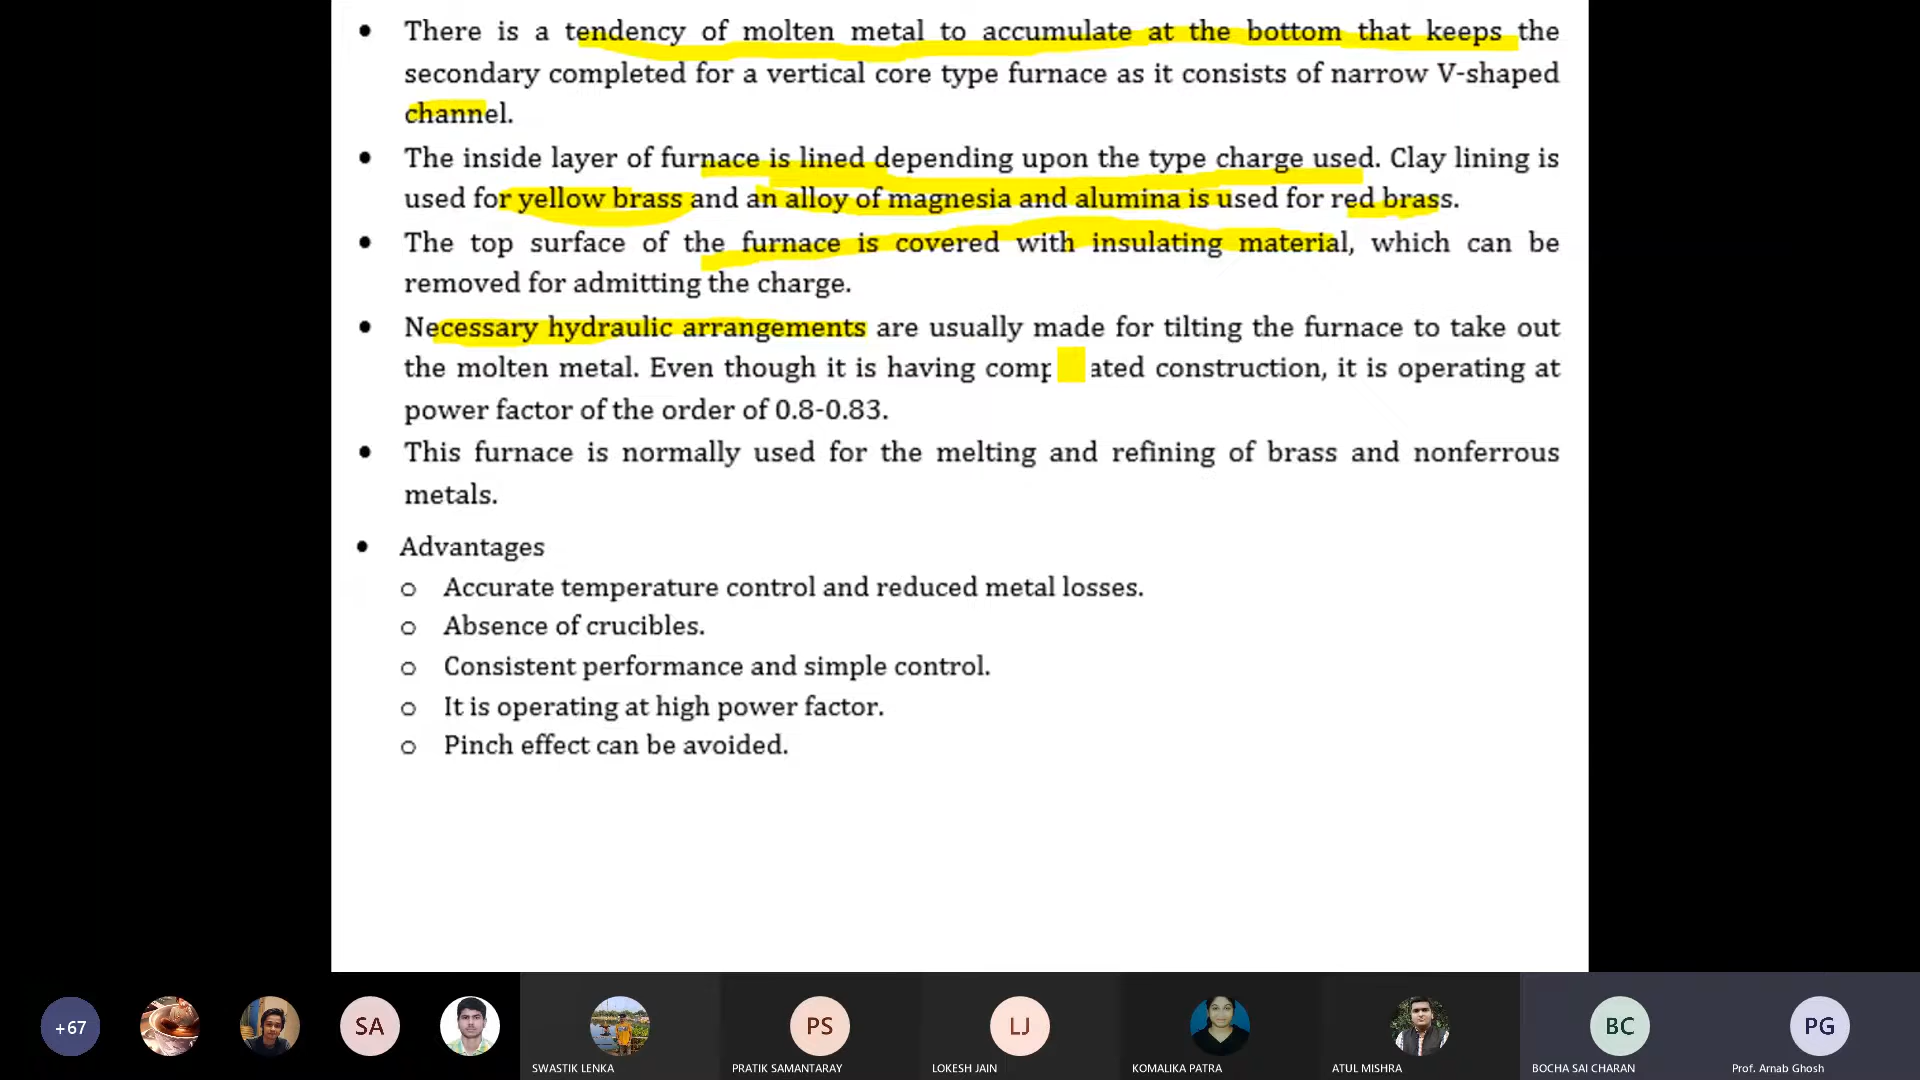 • There is a tendency of molten metal to accumulate at the bottom that keeps the
secondary completed for a vertical core type furnace as it consists of narrow V-shaped
channel.
• The inside layer of furnace is lined depending upon the type charge used. Clay lining is
used for yellow brass and an alloy of magnesia and alumina is used for red brass.
• The top surface of the furnace is covered with insulating material, which can be
removed for admitting the charge.
• Necessary hydraulic arrangements are usually made for tilting the furnace to take out
the molten metal. Even though it is having comp ated construction, it is operating at
power factor of the order of 0.8-0.83.
• This furnace is normally used for the melting and refining of brass and nonferrous
metals.
• Advantages
o Accurate temperature control and reduced metal losses.
o Absence of crucibles.
o Consistent performance and simple control.
o It is operating at high power factor.
o Pinch effect can be avoided.
+67 SA PS LJ BC PG
SWASTIK LENKA PRATIK SAMANTARAY LOKESH JAIN KOMALIKA PATRA ATUL MISHRA BOCHA SAI CHARAN Prof. Arnab Ghosh